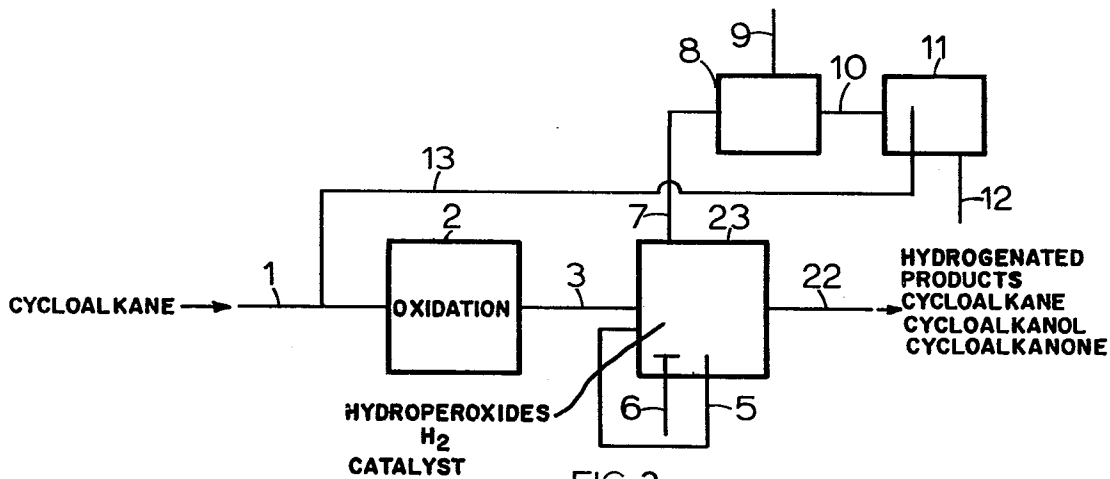 9
8
10
11
13
12
7
23
2
1
3
22
CYCLOALKANE
OXIDATION
HYDROGENATED
PRODUCTS
CYCLOALKANE
CYCLOALKANOL
CYCLOALKANONE
6
5
HYDROPEROXIDES
H2
CATALYST